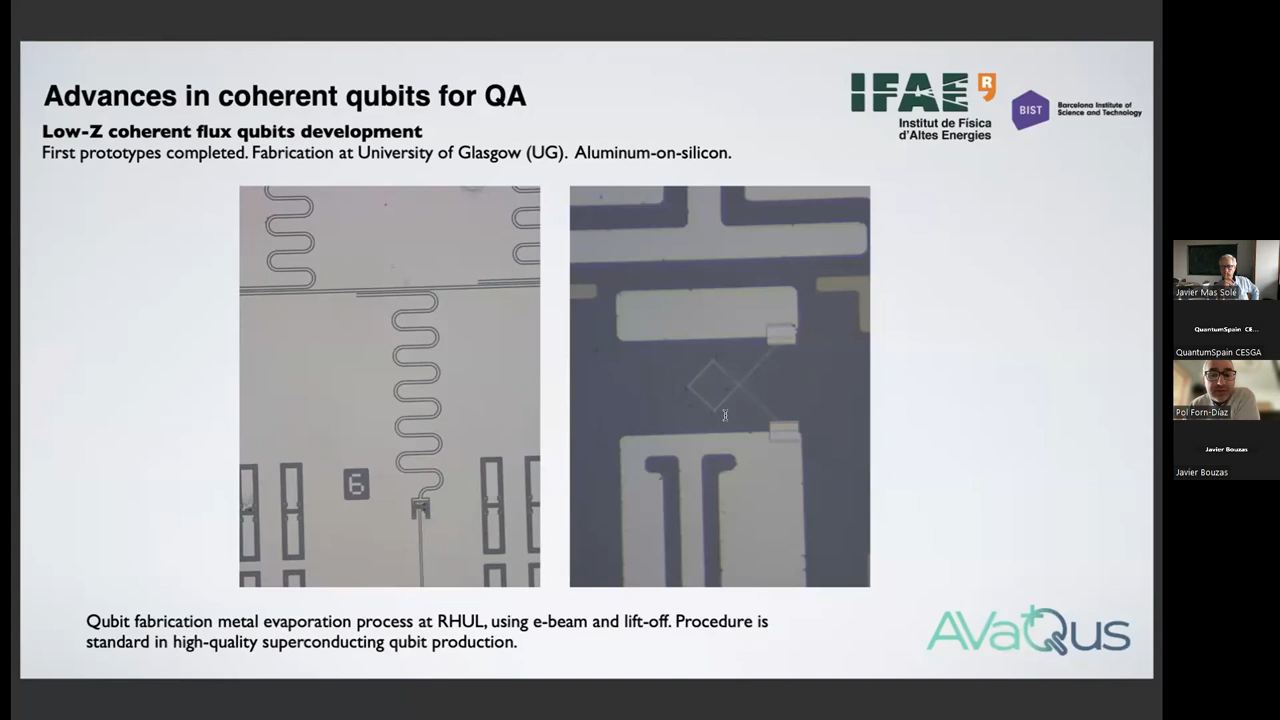 Advances in coherent qubits for QA
Low-Z coherent flux qubits development
First prototypes completed. Fabrication at University of Glasgow (UG). Aluminum-on-silicon.
IFAE R
Institut de Física
d'Altes Energies
BIST
Barcelona Institute of
Science and Technology
6
Qubit fabrication metal evaporation process at RHUL, using e-beam and lift-off. Procedure is
standard in high-quality superconducting qubit production.
AVaQus
Javier Mas Solé
QuantumSpain CE...
QuantumSpain CESGA
Pol Forn-Díaz
Javier Bouzas
Javier Bouzas